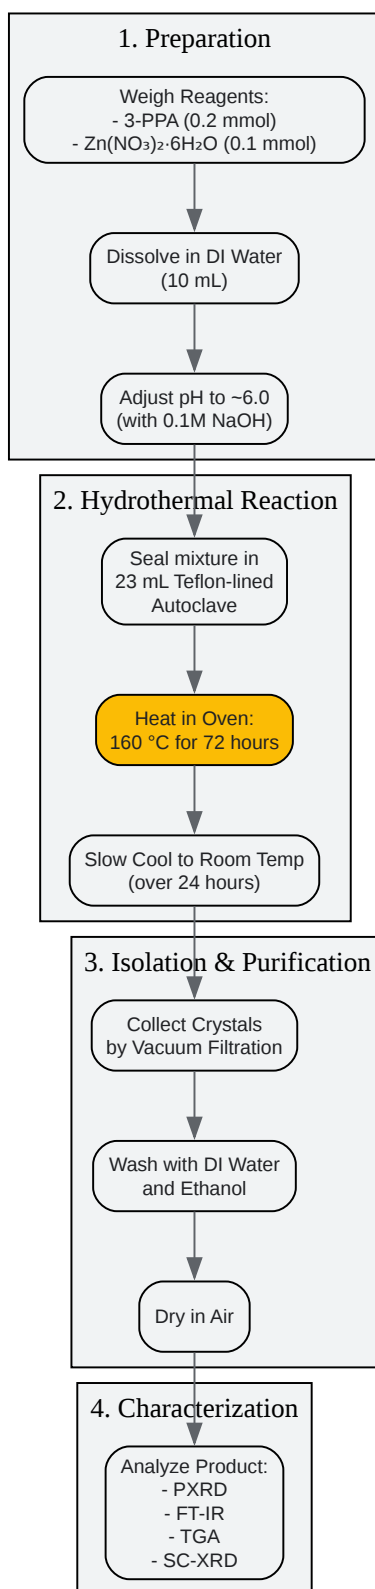 1. Preparation
Weigh Reagents:
- 3-PPA (0.2 mmol)
- Zn(NO₃)₂·6H₂O (0.1 mmol)
Dissolve in DI Water
(10 mL)
Adjust pH to ~6.0
(with 0.1M NaOH)
2. Hydrothermal Reaction
Seal mixture in
23 mL Teflon-lined
Autoclave
Heat in Oven:
160 °C for 72 hours
Slow Cool to Room Temp
(over 24 hours)
3. Isolation & Purification
Collect Crystals
by Vacuum Filtration
Wash with DI Water
and Ethanol
Dry in Air
4. Characterization
Analyze Product:
- PXRD
- FT-IR
- TGA
- SC-XRD